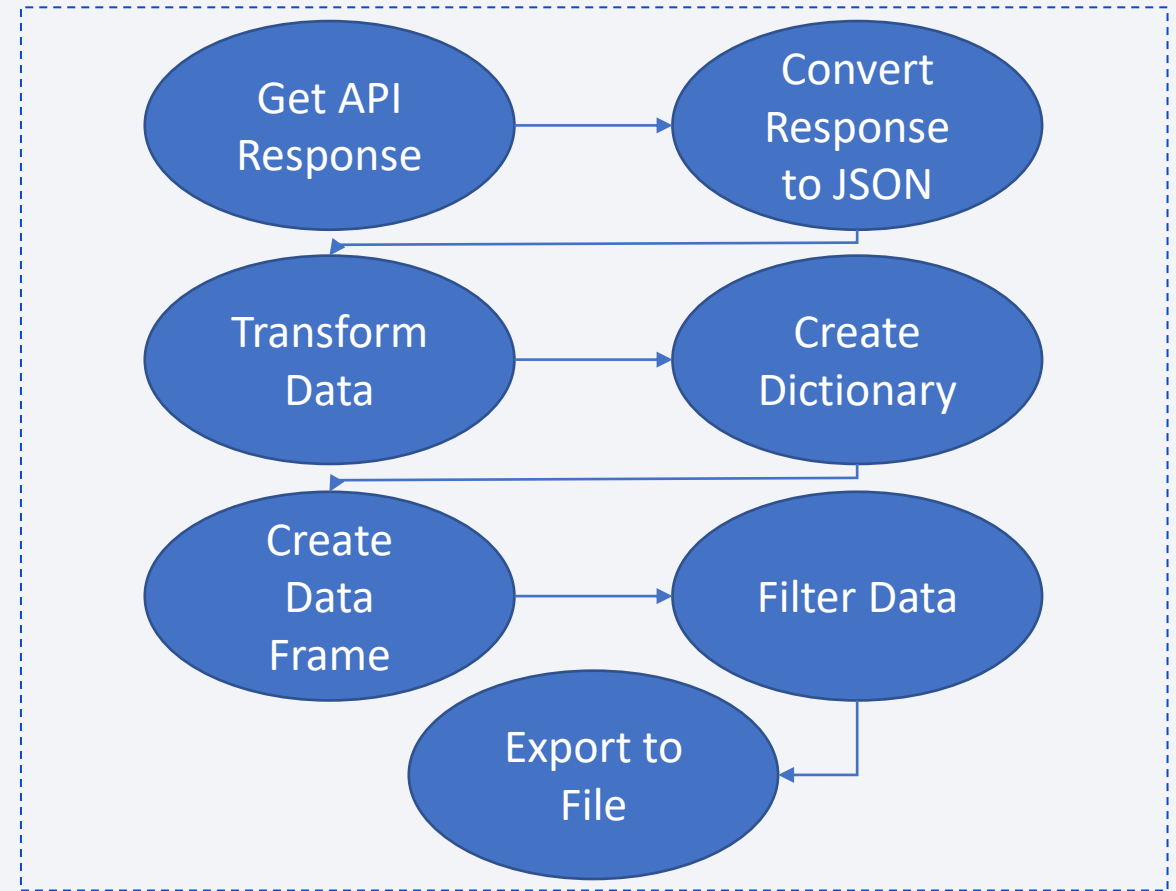 Get API
Response
Convert
Response
to JSON
Transform
Data
Create
Dictionary
Create
Data
Frame
Filter Data
Export to
File